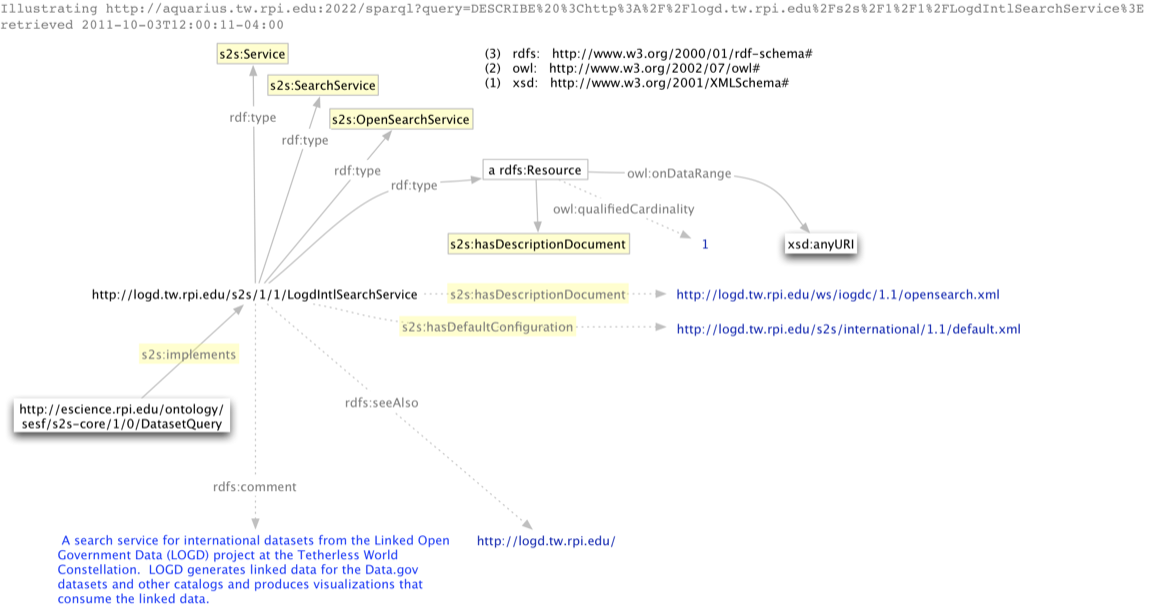 Illustrating http://aquarius.tw.rpi.edu:2022/sparql?query=DESCRIBE%20%3Chttp%3A%2F%2Flogd.tw.rpi.edu%2Fs2s%2F1%2F1%2FLogdIntlSearchService%3E
retrieved 2011-10-03T12:00:11-04:00
s2s:Service
(3) rdfs: http://www.w3.org/2000/01/rdf-schema#
(2) owl: http://www.w3.org/2002/07/owl#
(1) xsd: http://www.w3.org/2001/XMLSchema#
s2s:SearchService
rdf:type
s2s:OpenSearchService
rdf:type
rdf:type
a rdfs:Resource
owl:onDataRange
rdf:type
owl:qualifiedCardinality
s2s:hasDescriptionDocument
1
xsd:anyURI
http://logd.tw.rpi.edu/s2s/1/1/LogdIntlSearchService
s2s:hasDescriptionDocument
http://logd.tw.rpi.edu/ws/iogdc/1.1/opensearch.xml
s2s:hasDefaultConfiguration
http://logd.tw.rpi.edu/s2s/international/1.1/default.xml
s2s:implements
rdfs:seeAlso
http://escience.rpi.edu/ontology/
sesf/s2s-core/1/0/DatasetQuery
rdfs:comment
A search service for international datasets from the Linked Open
Government Data (LOGD) project at the Tetherless World
Constellation. LOGD generates linked data for the Data.gov
datasets and other catalogs and produces visualizations that
consume the linked data.
http://logd.tw.rpi.edu/